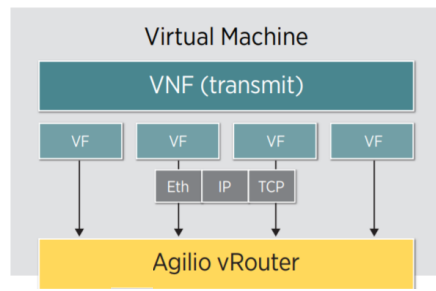 Virtual Machine
VNF (transmit)
VF VF VF VF
Eth IP TCP
Agilio vRouter